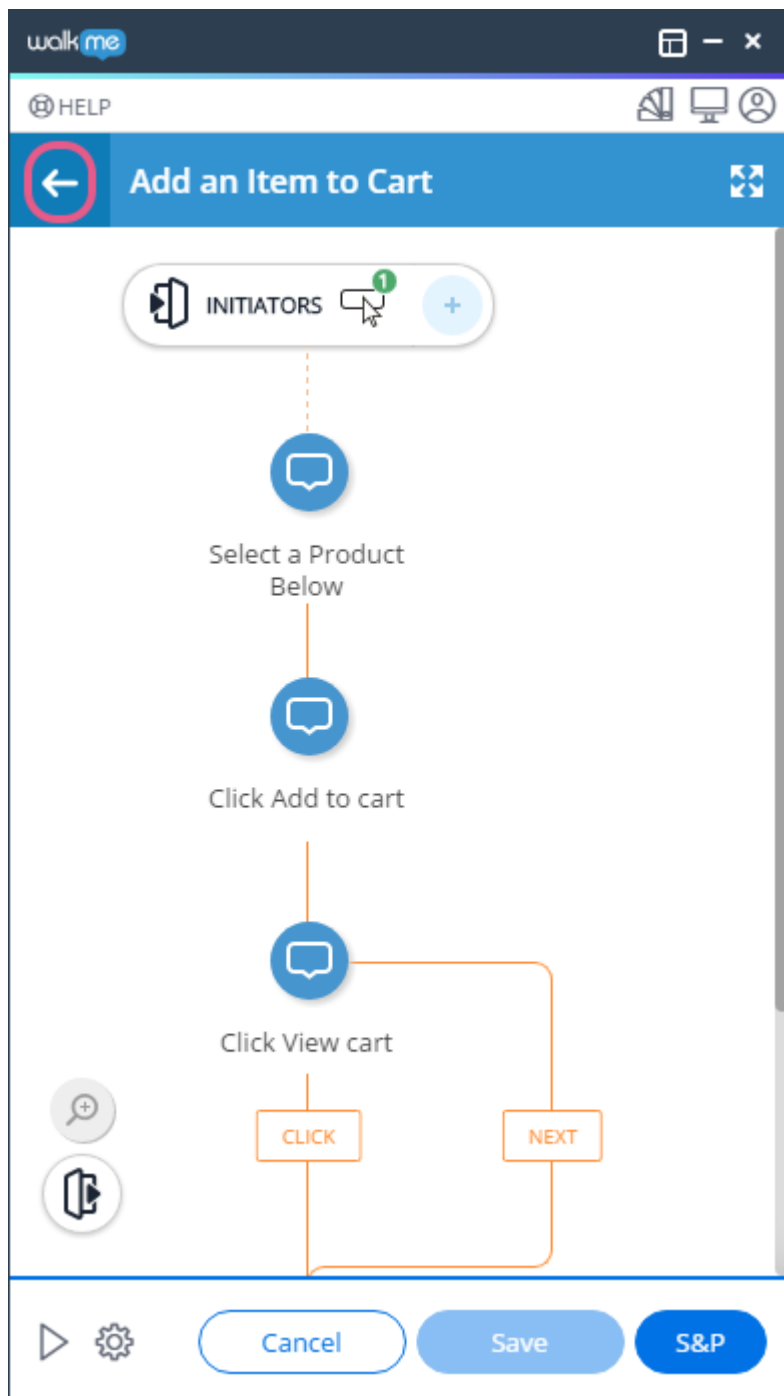 walkme
HELP
Add an Item to Cart
INITIATORS
1
+
Select a Product
Below
Click Add to cart
Click View cart
CLICK
NEXT
Cancel
Save
S&P